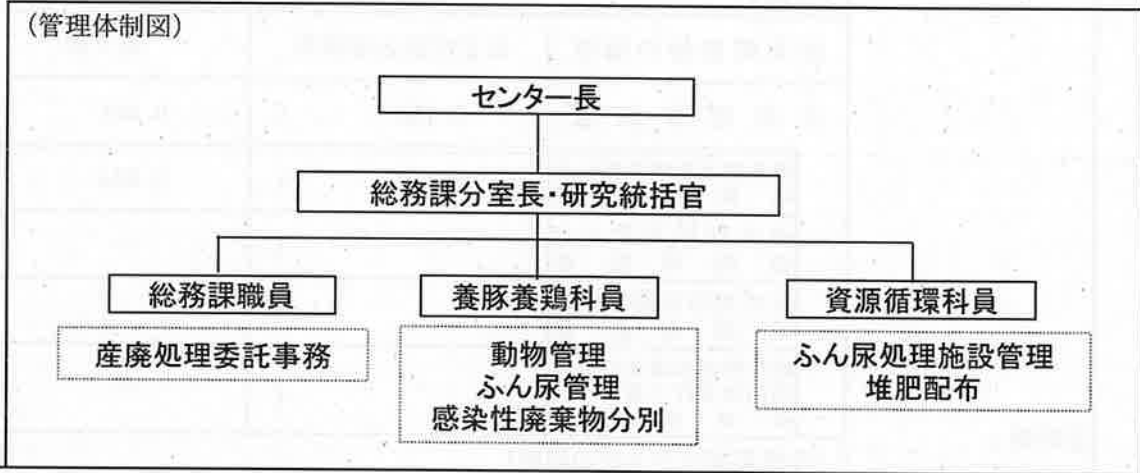 （管理体制図）
センター長
総務課分室長・研究統括官
総務課職員
養豚養鶏科員
資源循環科員
産廃処理委託事務
動物管理
ふん尿管理
感染性廃棄物分別
ふん尿処理施設管理
堆肥配布